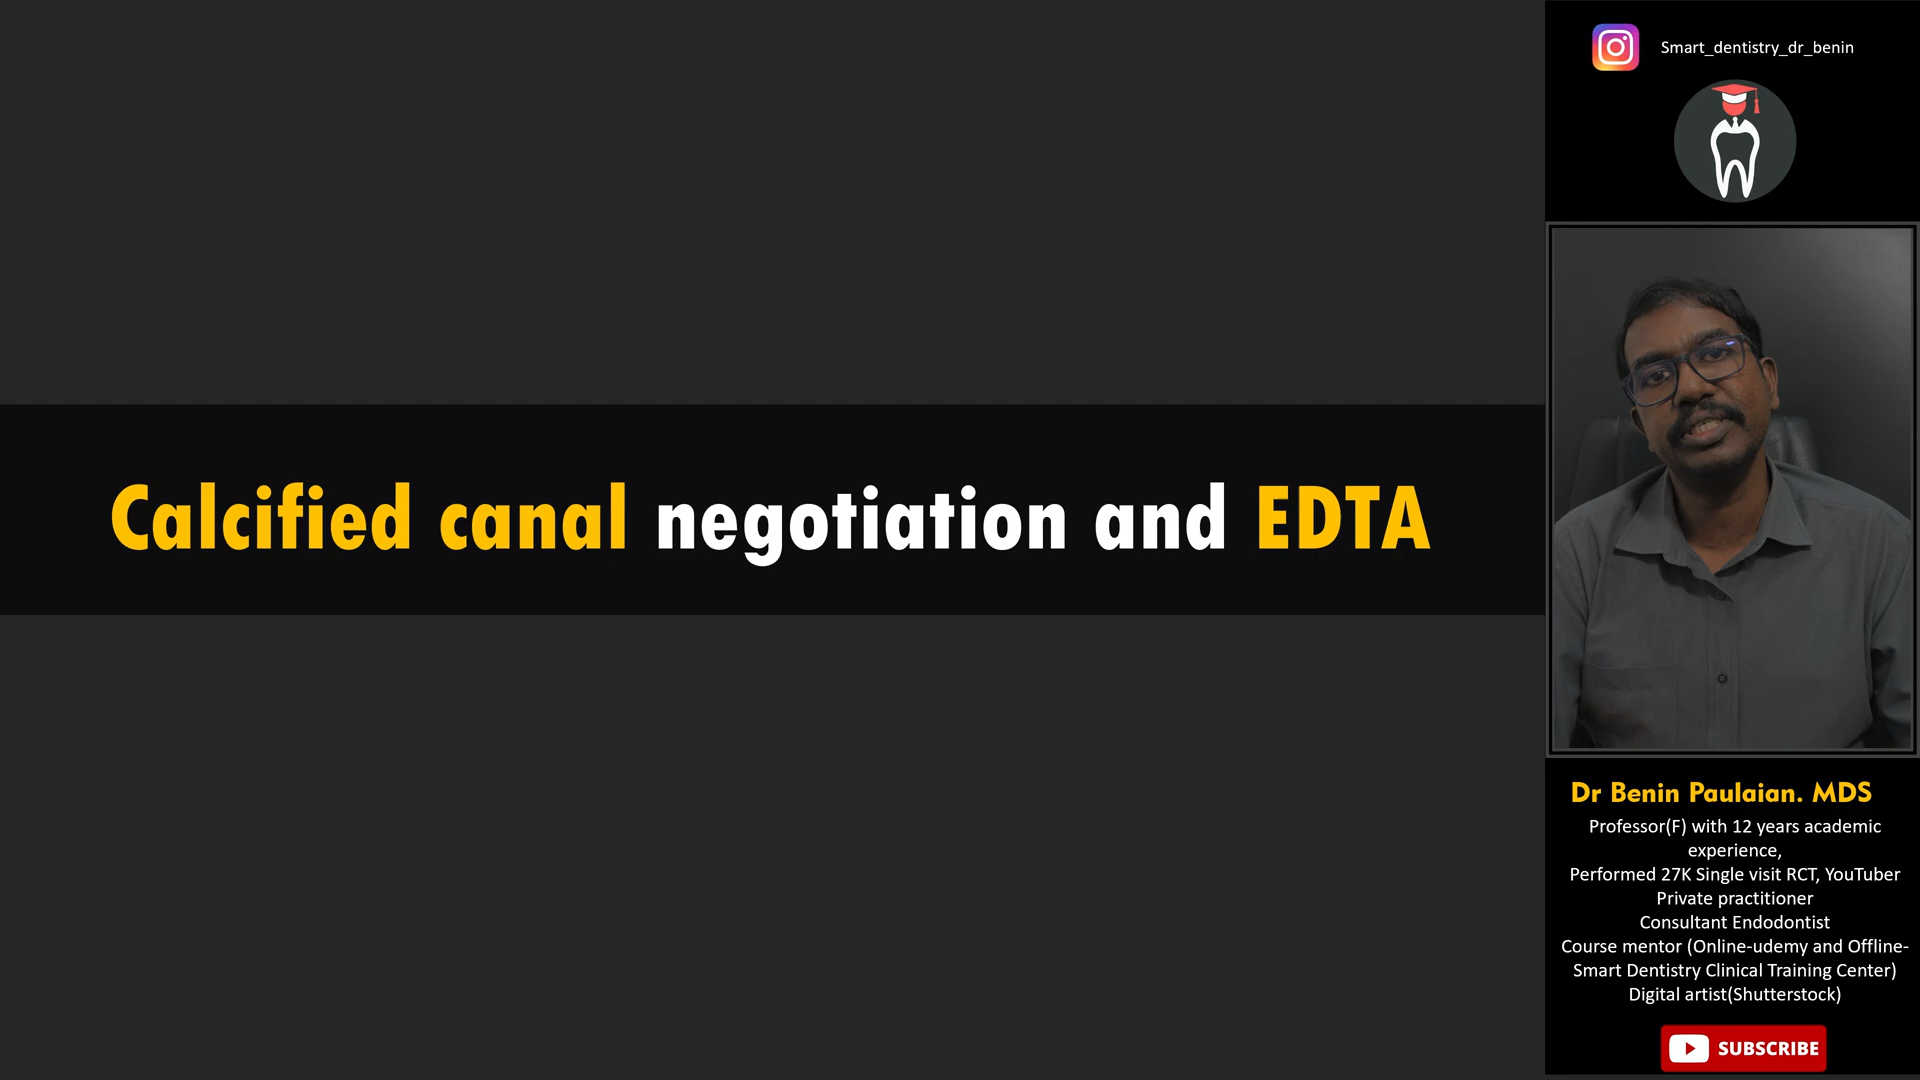 Smart_dentistry_dr_benin
Calcified canal negotiation and EDTA
Dr Benin Paulaian. MDS
Professor(F) with 12 years academic
experience,
Performed 27K Single visit RCT, YouTuber
Private practitioner
Consultant Endodontist
Course mentor (Online-udemy and Offline-
Smart Dentistry Clinical Training Center)
Digital artist(Shutterstock)
SUBSCRIBE